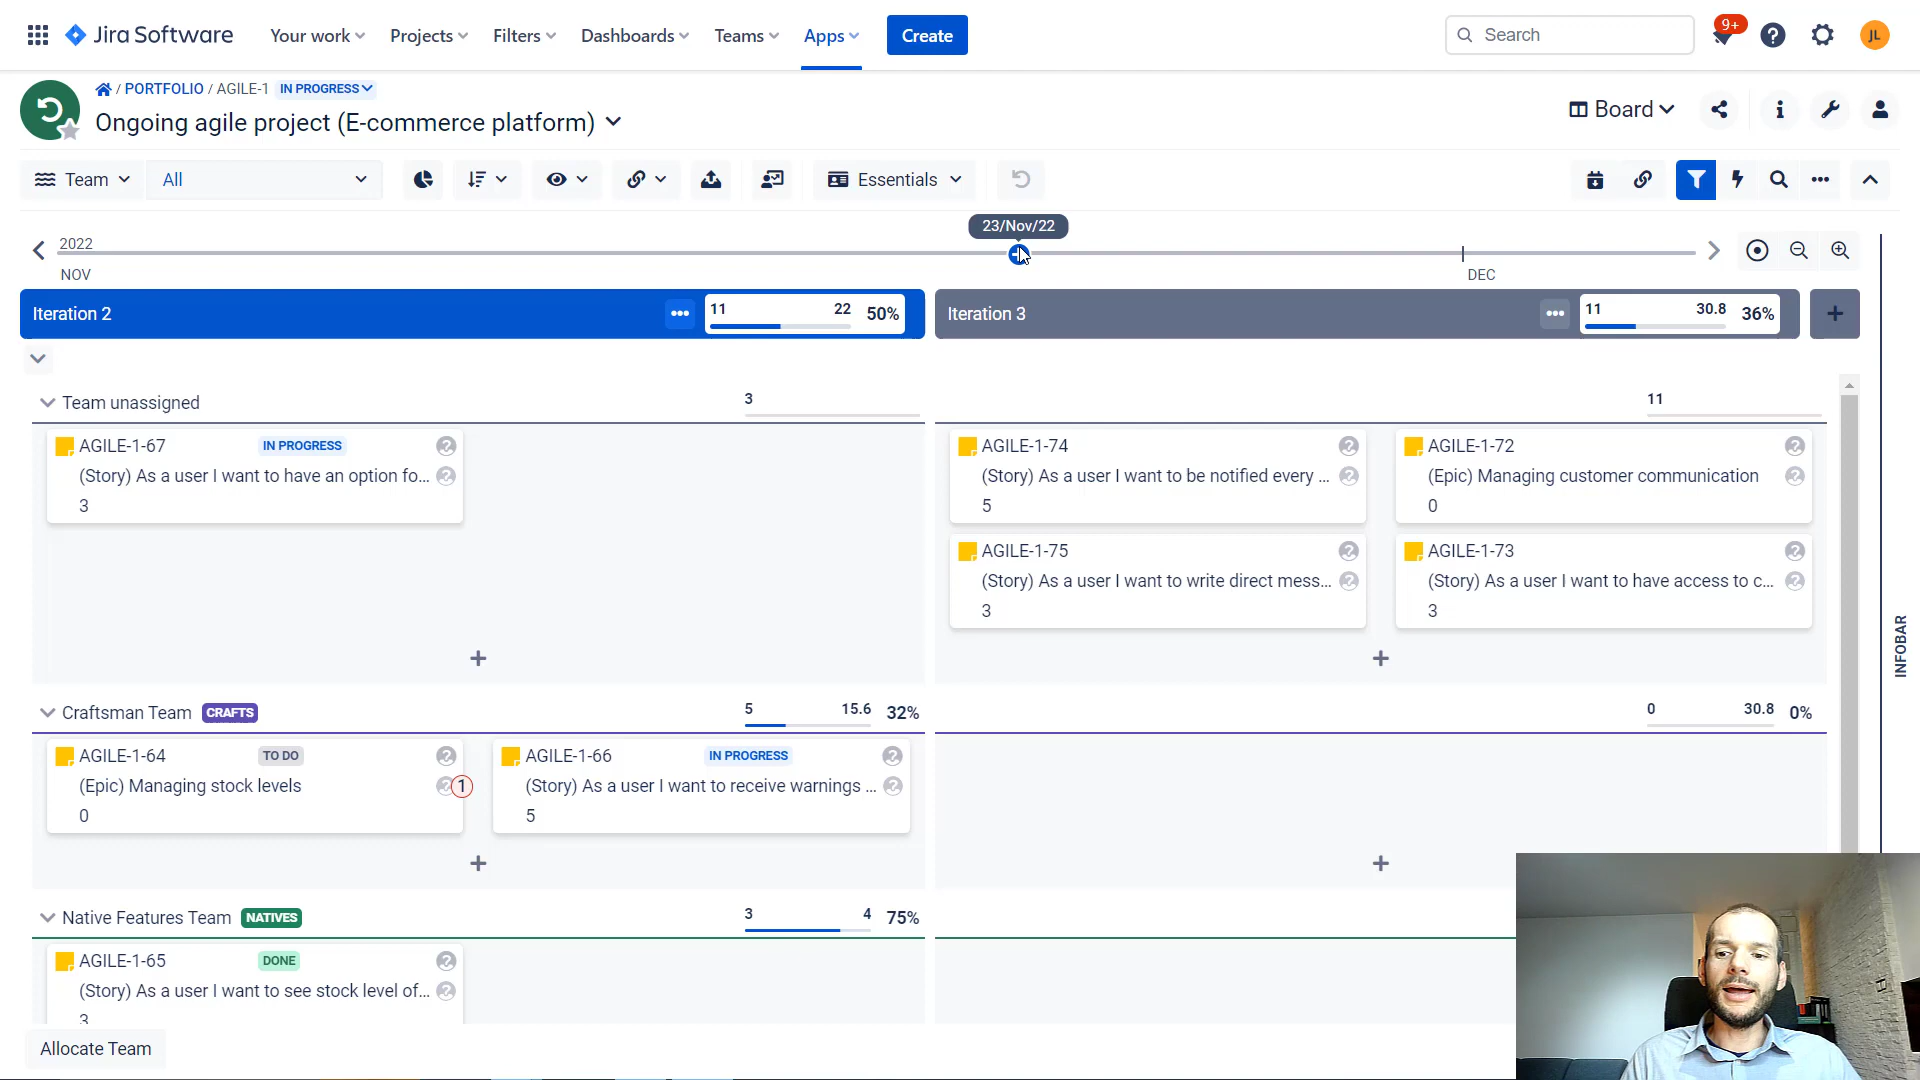 Jira Software Your work Projects Filters Dashboards Teams Apps Create Search 9+ JL
/ PORTFOLIO / AGILE-1 IN PROGRESS
Ongoing agile project (E-commerce platform) Board
Team All Essentials
23/Nov/22
2022
NOV DEC
Iteration 2 11 22 50% Iteration 3 11 30.8 36%
Team unassigned 3 11
AGILE-1-67 IN PROGRESS
(Story) As a user I want to have an option fo...
3
AGILE-1-74
(Story) As a user I want to be notified every ...
5
AGILE-1-72
(Epic) Managing customer communication
0
AGILE-1-75
(Story) As a user I want to write direct mess...
3
AGILE-1-73
(Story) As a user I want to have access to c...
3
INFOBAR
Craftsman Team CRAFTS 5 15.6 32% 0 30.8 0%
AGILE-1-64 TO DO
(Epic) Managing stock levels 1
0
AGILE-1-66 IN PROGRESS
(Story) As a user I want to receive warnings ...
5
Native Features Team NATIVES 3 4 75%
AGILE-1-65 DONE
(Story) As a user I want to see stock level of...
3
Allocate Team